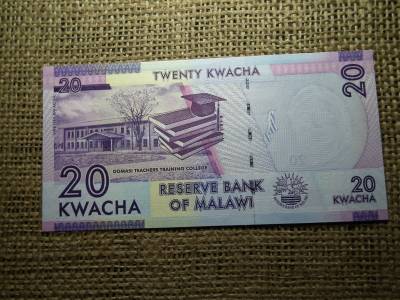 TWENTY KWACHA
20
20
DOMASI TEACHERS TRAINING COLLEGE
20
KWACHA
RESERVE BANK
OF MALAWI
20
KWACHA